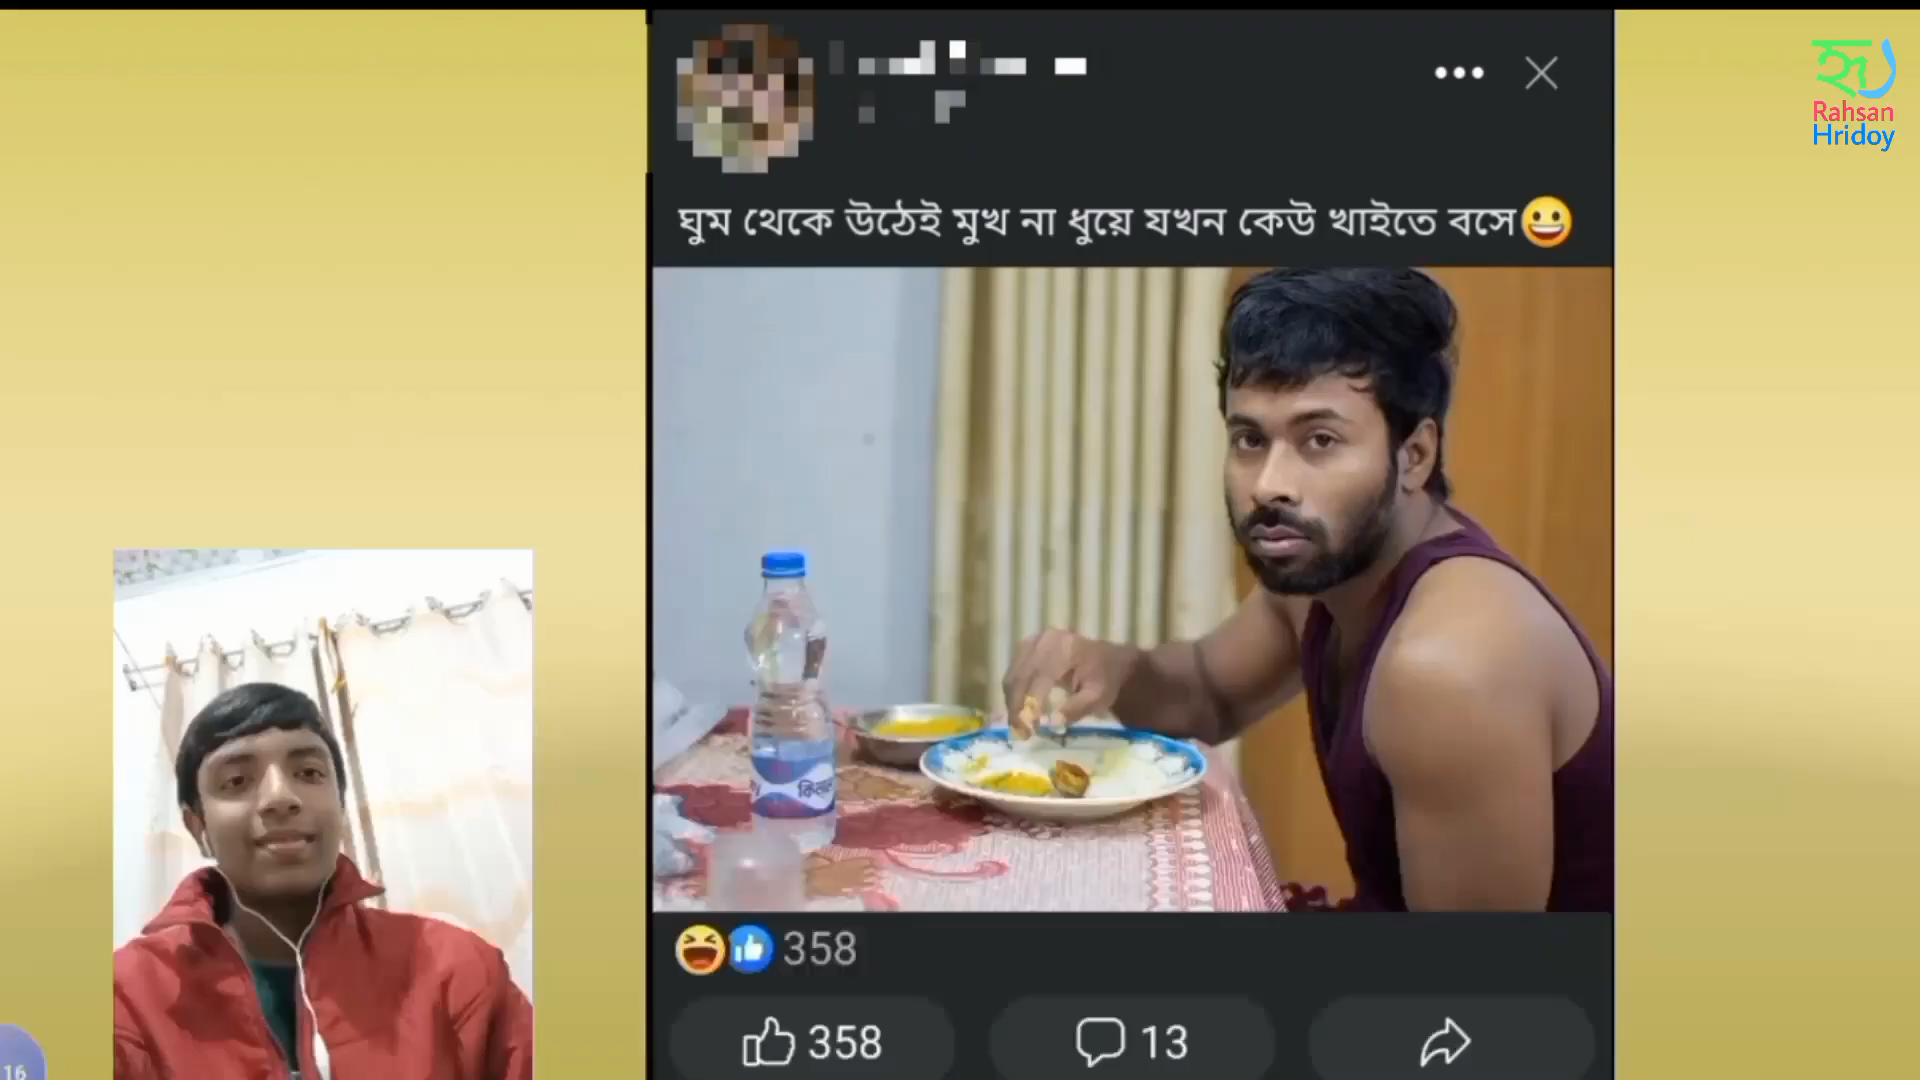 হৃ
Rahsan
Hridoy
ঘুম থেকে উঠেই মুখ না ধুয়ে যখন কেউ খাইতে বসে😀
358
358
13
16